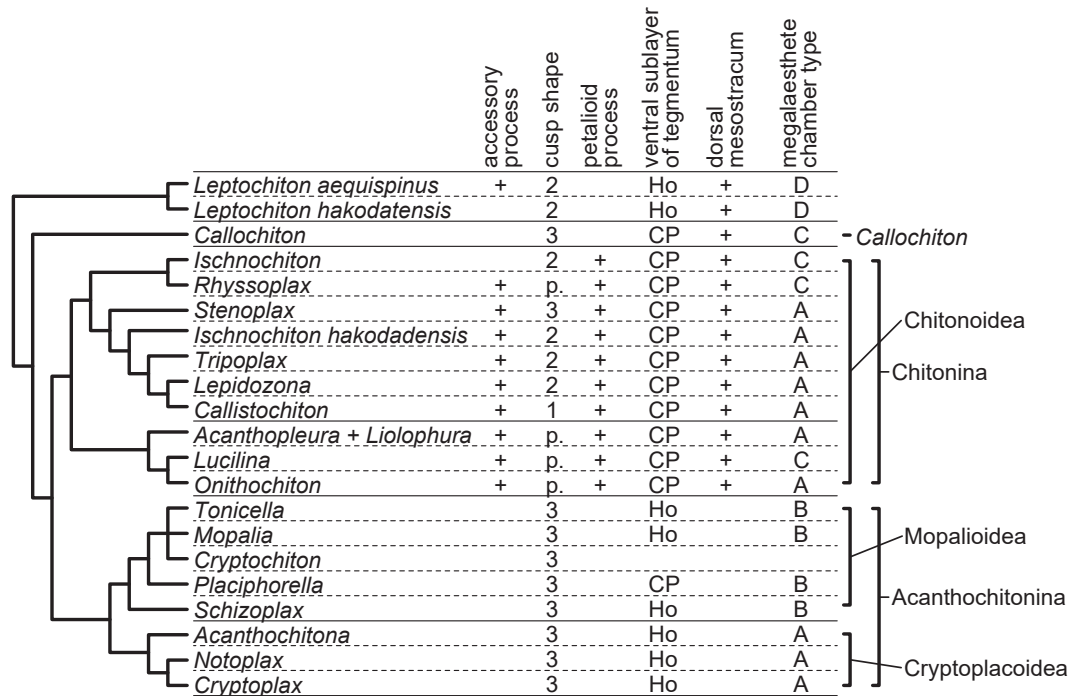 accessory process
cusp shape
petalioid process
ventral sublayer of tegmentum
dorsal mesostracum
megalaesthete chamber type
Leptochiton aequispinus + 2 Ho + D
Leptochiton hakodatensis 2 Ho + D
Callochiton 3 CP + C Callochiton
Ischnochiton 2 + CP + C
Rhyssoplax + p. + CP + C
Stenoplax + 3 + CP + A
Chitonoidea
Ischnochiton hakodadensis + 2 + CP + A
Tripoplax + 2 + CP + A
Chitonina
Lepidozona + 2 + CP + A
Callistochiton + 1 + CP + A
Acanthopleura + Liolophura + p. + CP + A
Lucilina + p. + CP + C
Onithochiton + p. + CP + A
Tonicella 3 Ho B
Mopalia 3 Ho B Mopalioidea
Cryptochiton 3
Placiphorella 3 CP B
Acanthochitonina
Schizoplax 3 Ho B
Acanthochitona 3 Ho A
Notoplax 3 Ho A Cryptoplacoidea
Cryptoplax 3 Ho A